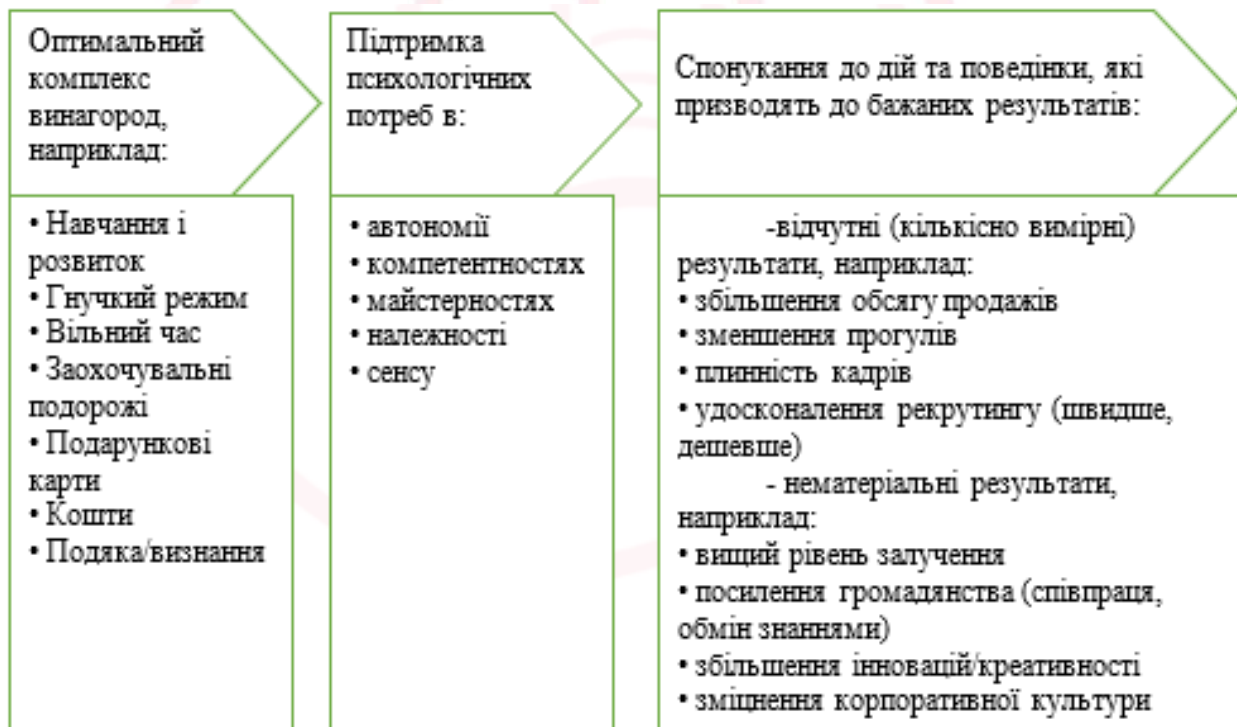 Оптимальний
комплекс
винагород,
наприклад:
• Навчання і
розвиток
• Гнучкий режим
• Вільний час
• Заохочувальні
подорожі
• Подарункові
карти
• Кошти
• Подяка/визнання
Підтримка
психологічних
потреб в:
• автономії
• компетентностях
• майстерностях
• належності
• сенсу
Спонукання до дій та поведінки, які
призводять до бажаних результатів:
-відчутні (кількісно вимірні)
результати, наприклад:
• збільшення обсягу продажів
• зменшення прогулів
• плинність кадрів
• удосконалення рекрутингу (швидше,
дешевше)
- нематеріальні результати,
наприклад:
• вищий рівень залучення
• посилення громадянства (співпраця,
обмін знаннями)
• збільшення інновацій/креативності
• зміцнення корпоративної культури